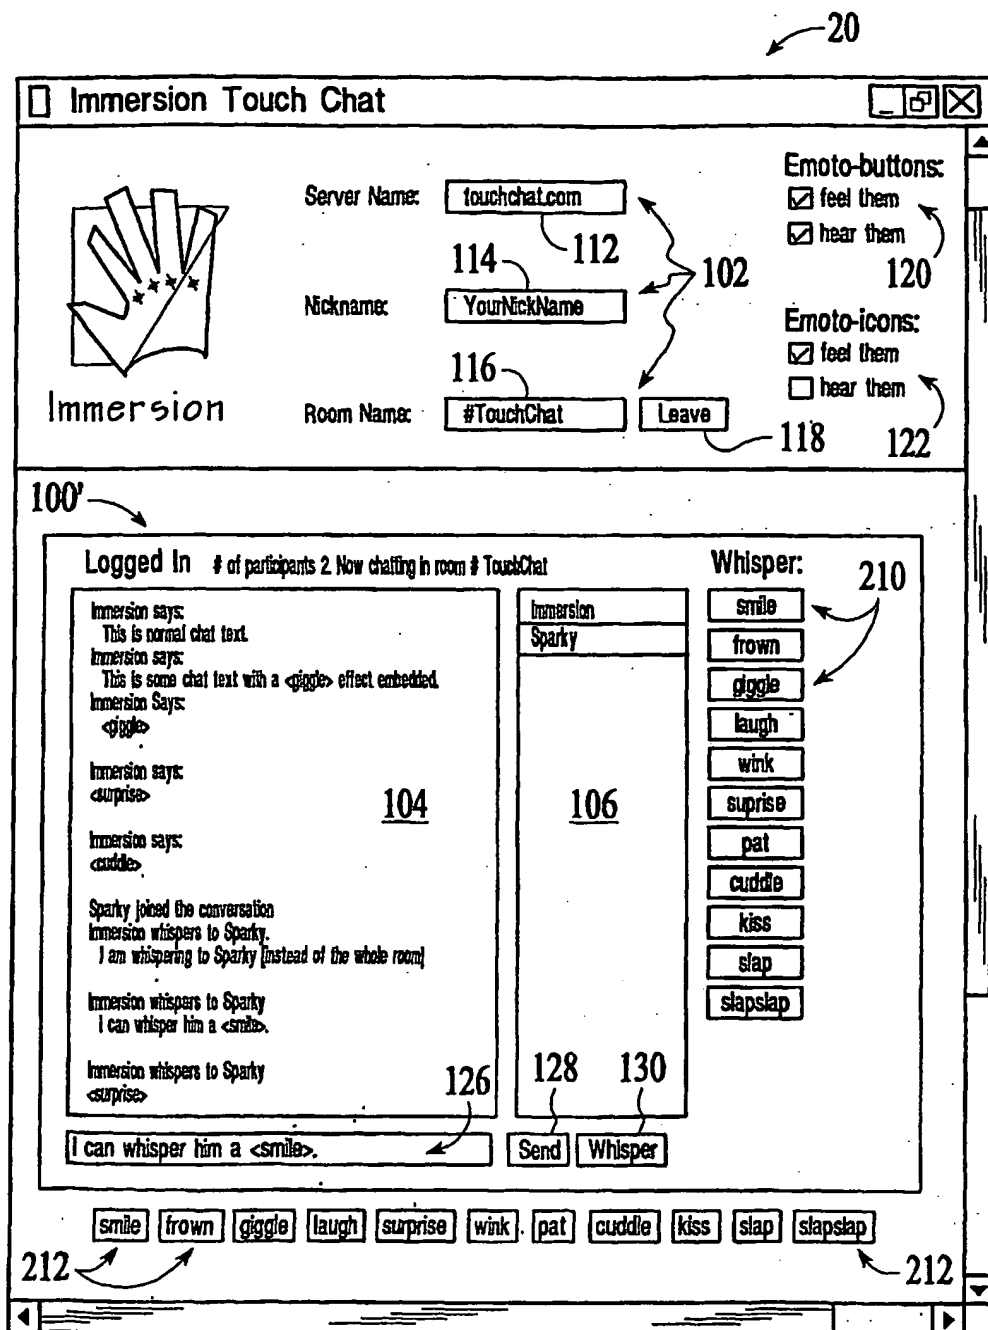 20
Immersion Touch Chat
Emoto-buttons:
Server Name: touchchat.com
feel them
hear them
112
114
102
120
Nickname: YourNickName
Emoto-icons:
feel them
116
hear them
Immersion
Room Name: #TouchChat Leave
118
122
100'
Logged In # of participants 2. Now chatting in room # TouchChat
Whisper:
210
Immersion says:
This is normal chat text.
Immersion says:
This is some chat text with a <giggle> effect embedded.
Immersion Says:
<giggle>
Immersion says:
<surprise>
104
Immersion says:
<cuddle>
Sparky joined the conversation
Immersion whispers to Sparky.
I am whispering to Sparky [instead of the whole room]
Immersion whispers to Sparky
I can whisper him a <smile>.
Immersion whispers to Sparky
<surprise>
126
Immersion
Sparky
106
128
130
smile
frown
giggle
laugh
wink
suprise
pat
cuddle
kiss
slap
slapslap
I can whisper him a <smile>.
Send Whisper
smile frown giggle laugh surprise wink pat cuddle kiss slap slapslap
212
212